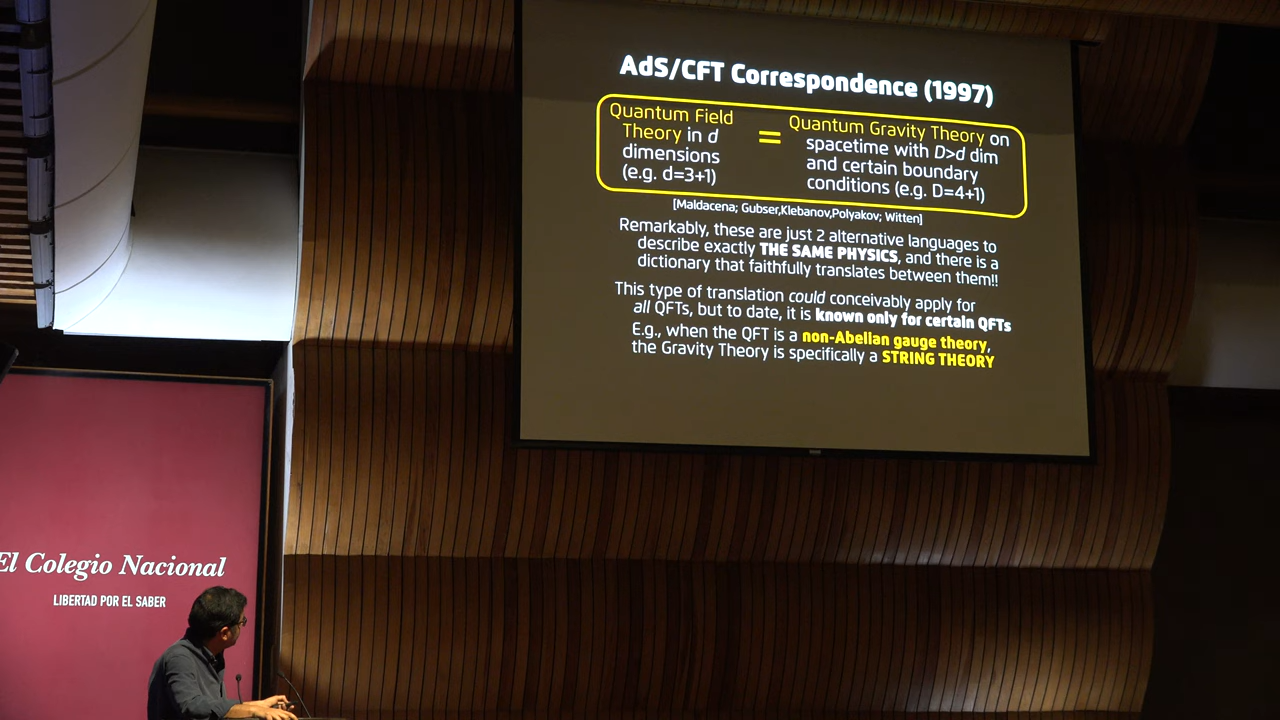 AdS/CFT Correspondence (1997)
Quantum Field
Theory in d
dimensions
(e.g. d=3+1)
=
Quantum Gravity Theory on
spacetime with D>d dim
and certain boundary
conditions (e.g. D=4+1)
[Maldacena; Gubser,Klebanov,Polyakov; Witten]
Remarkably, these are just 2 alternative languages to
describe exactly THE SAME PHYSICS, and there is a
dictionary that faithfully translates between them!!
This type of translation could conceivably apply for
all QFTs, but to date, it is known only for certain QFTs
E.g., when the QFT is a non-Abelian gauge theory,
the Gravity Theory is specifically a STRING THEORY
El Colegio Nacional
LIBERTAD POR EL SABER